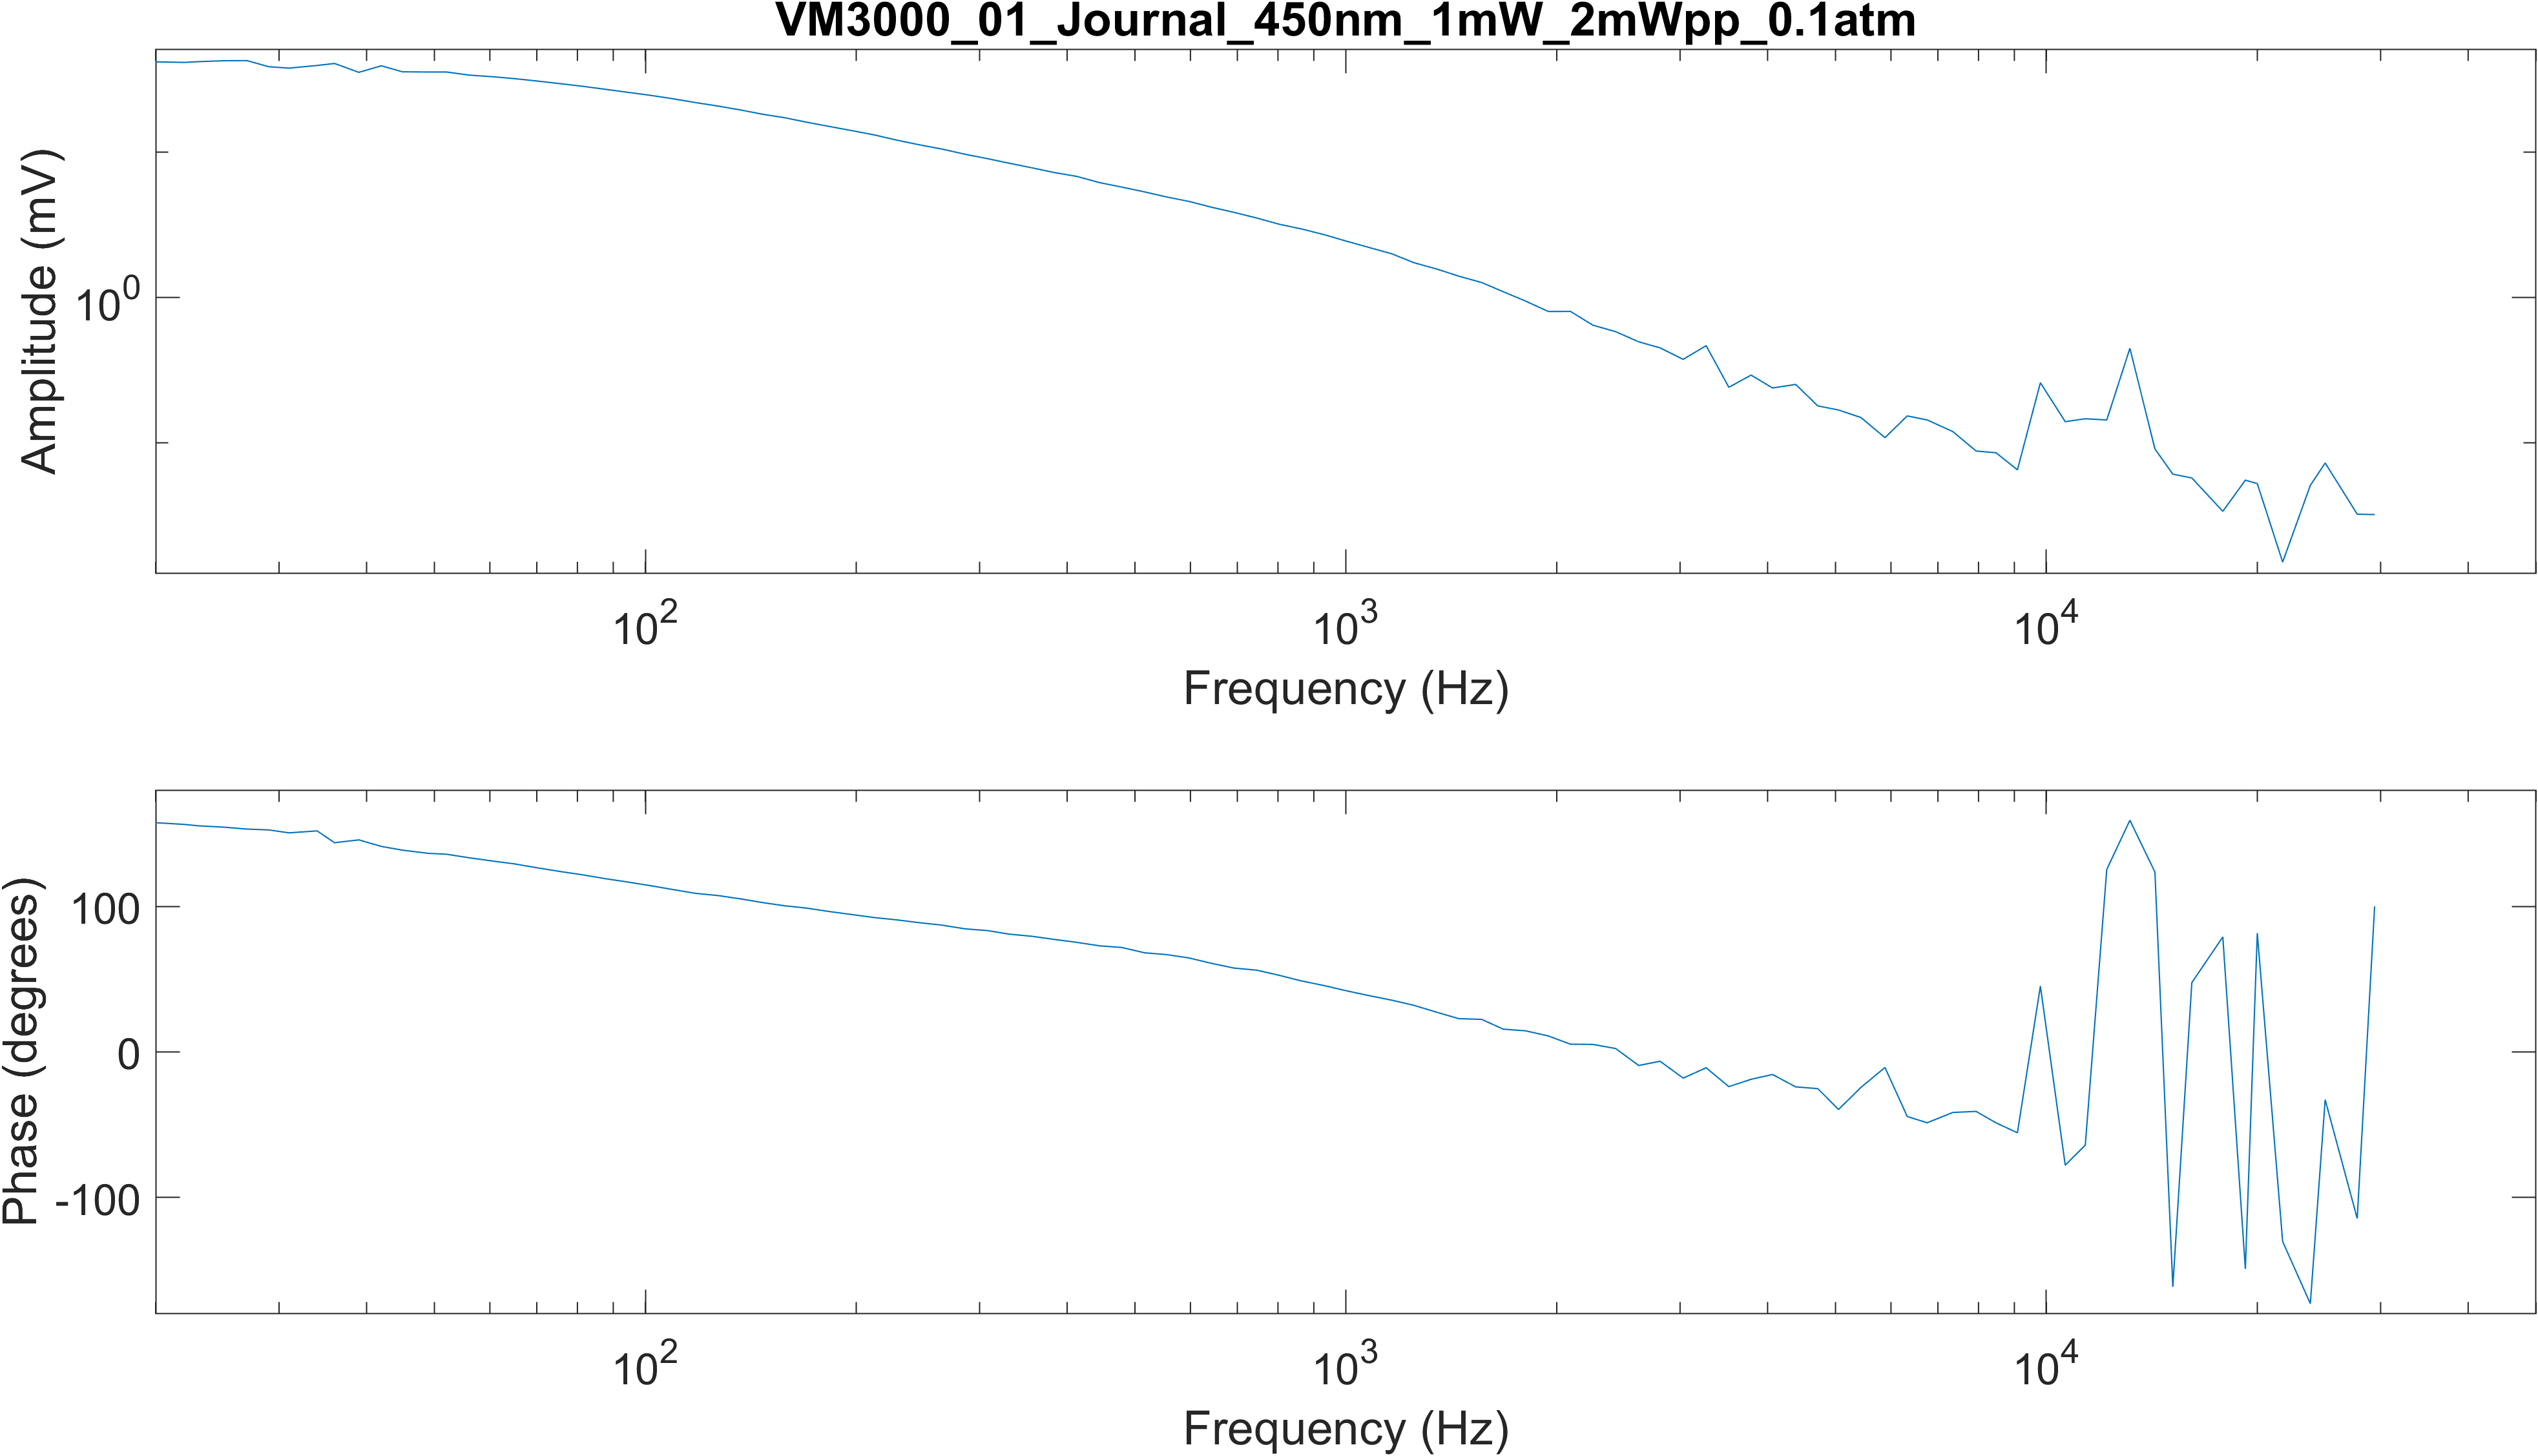 VM3000_01_Journal_450nm_1mW_2mWpp_0.1atm
Amplitude (mV)
10^0
10^2
10^3
10^4
Frequency (Hz)
Phase (degrees)
100
0
-100
10^2
10^3
10^4
Frequency (Hz)